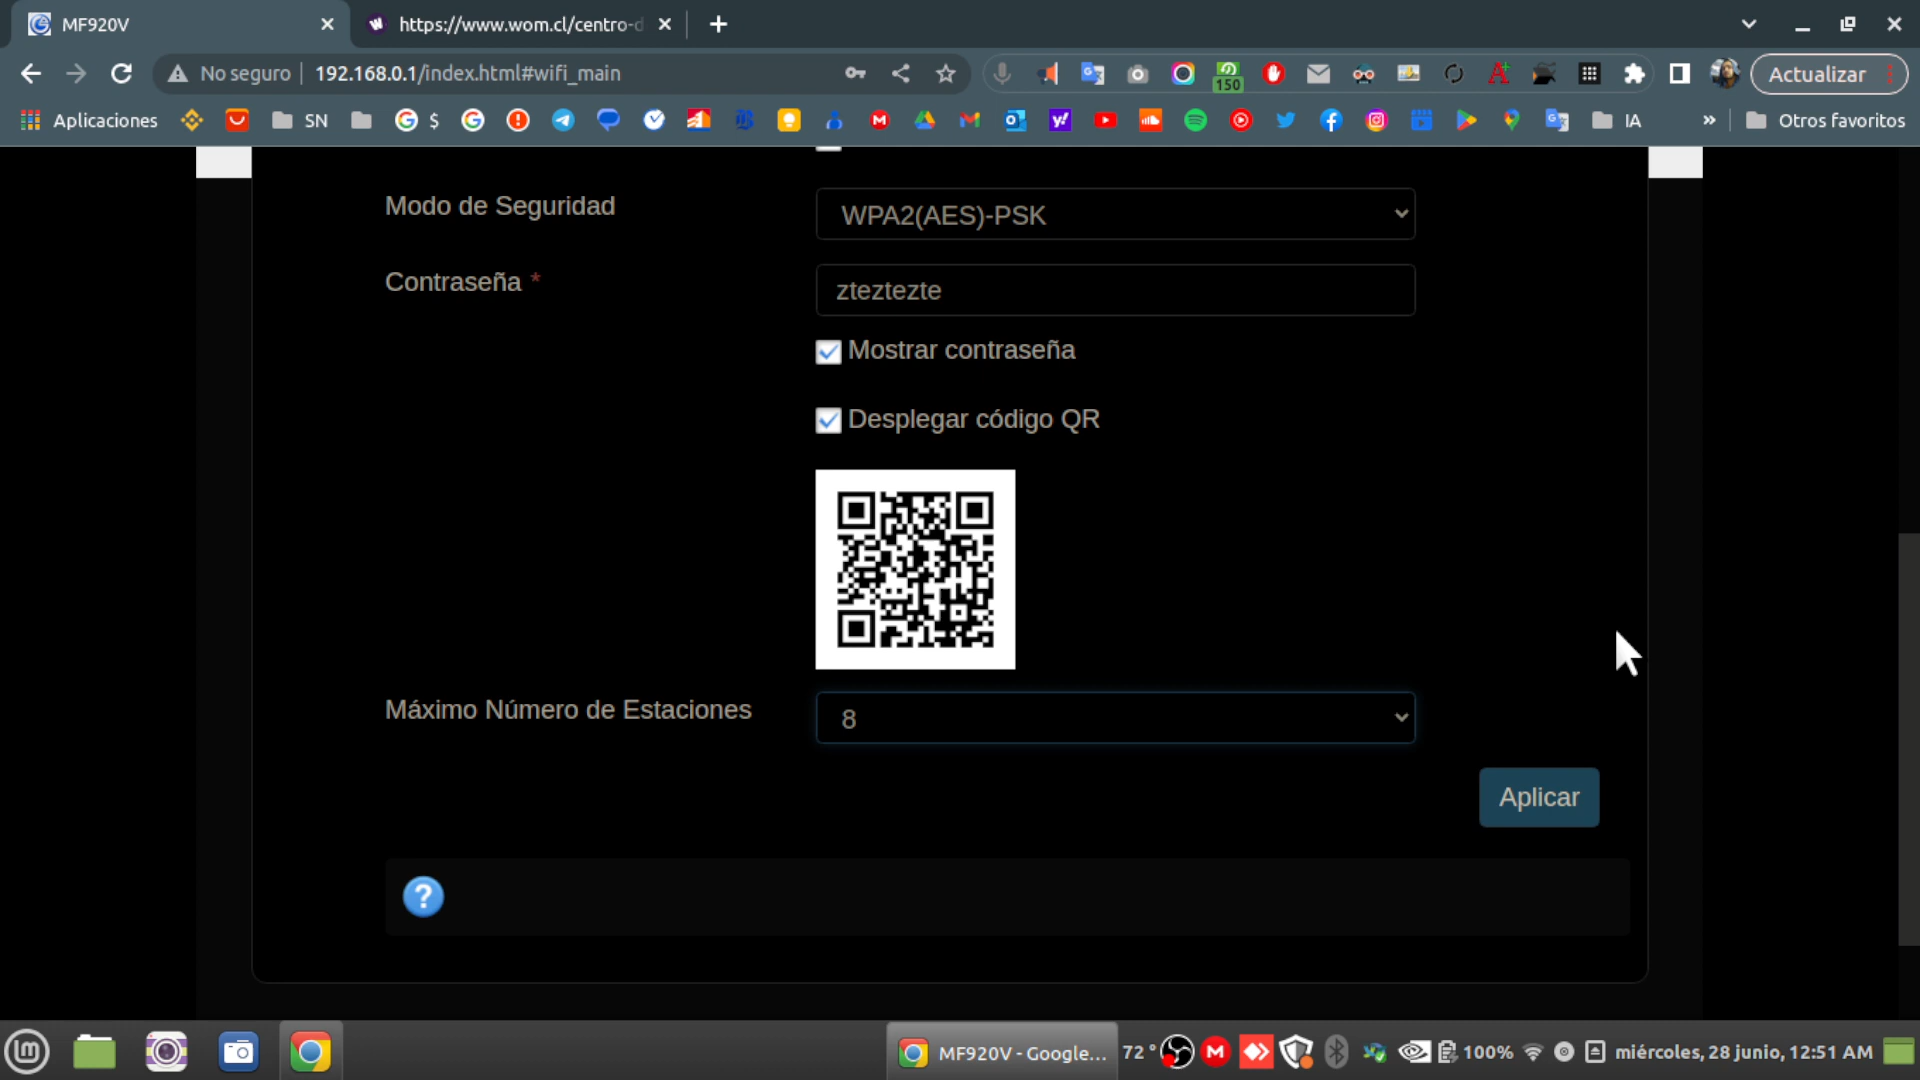 MF920V
https://www.wom.cl/centro-d
No seguro
192.168.0.1/index.html#wifi_main
150
Actualizar
Aplicaciones
SN
$
IA
»
Otros favoritos
Modo de Seguridad
WPA2(AES)-PSK
Contraseña *
zteztezte
Mostrar contraseña
Desplegar código QR
Máximo Número de Estaciones
8
Aplicar
?
MF920V - Google...
72 °
100%
miércoles, 28 junio, 12:51 AM